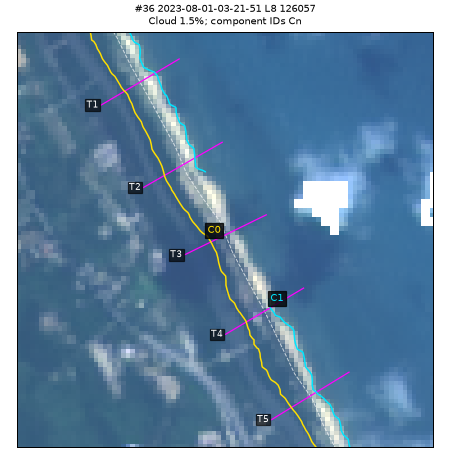 #36 2023-08-01-03-21-51 L8 126057
Cloud 1.5%; component IDs Cn
T1
T2
C0
T3
C1
T4
T5